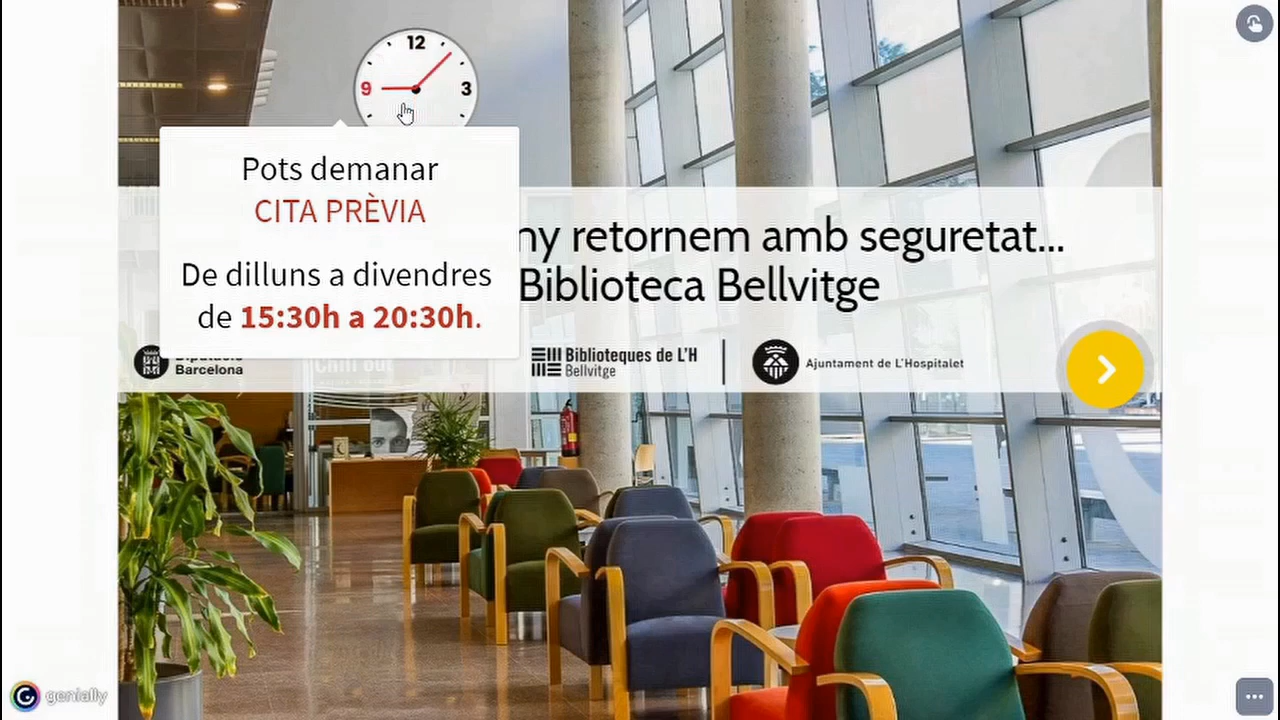 12
9
3
Pots demanar
CITA PRÈVIA
De dilluns a divendres
de 15:30h a 20:30h.
ny retornem amb seguretat...
Biblioteca Bellvitge
Diputació
Barcelona
Biblioteques de L'H
Bellvitge
Ajuntament de L'Hospitalet
genially